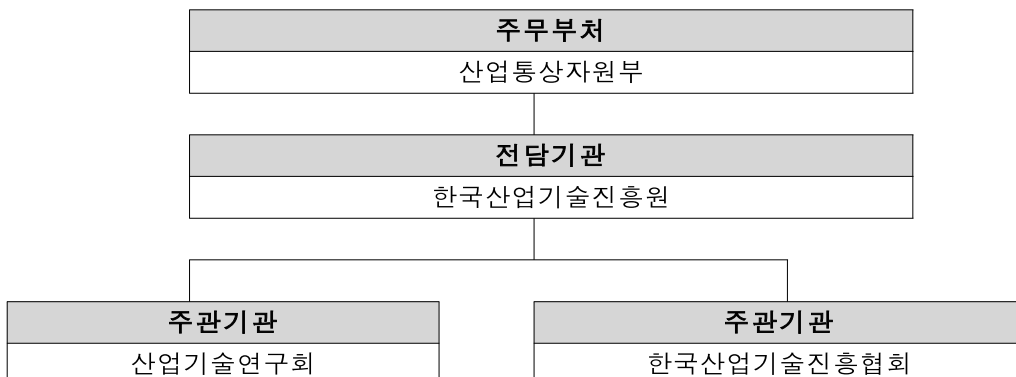 주무부처
산업통상자원부
전담기관
한국산업기술진흥원
주관기관
산업기술연구회
주관기관
한국산업기술진흥협회